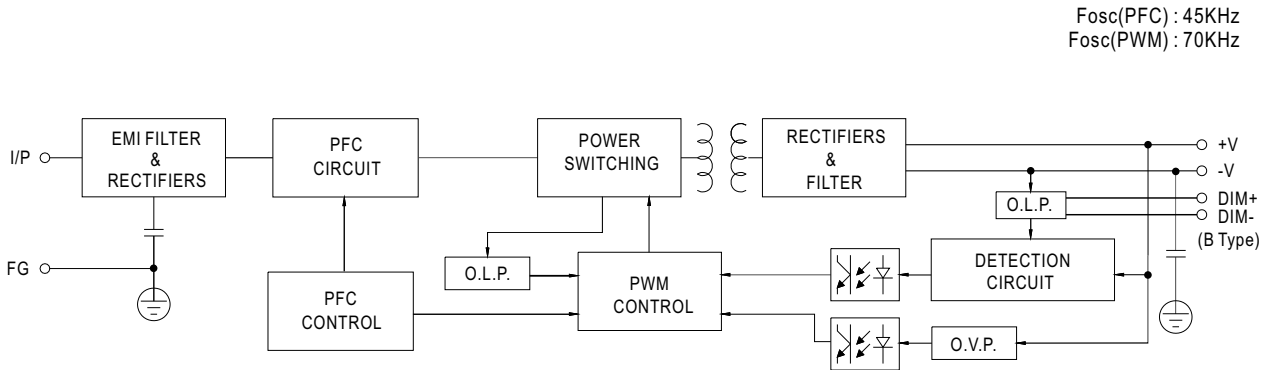 Fosc(PFC) : 45KHz
Fosc(PWM) : 70KHz
I/P
EMI FILTER
&
RECTIFIERS
PFC
CIRCUIT
POWER
SWITCHING
RECTIFIERS
&
FILTER
+V
-V
DIM+
DIM-
(B Type)
O.L.P.
FG
O.L.P.
PFC
CONTROL
PWM
CONTROL
DETECTION
CIRCUIT
O.V.P.